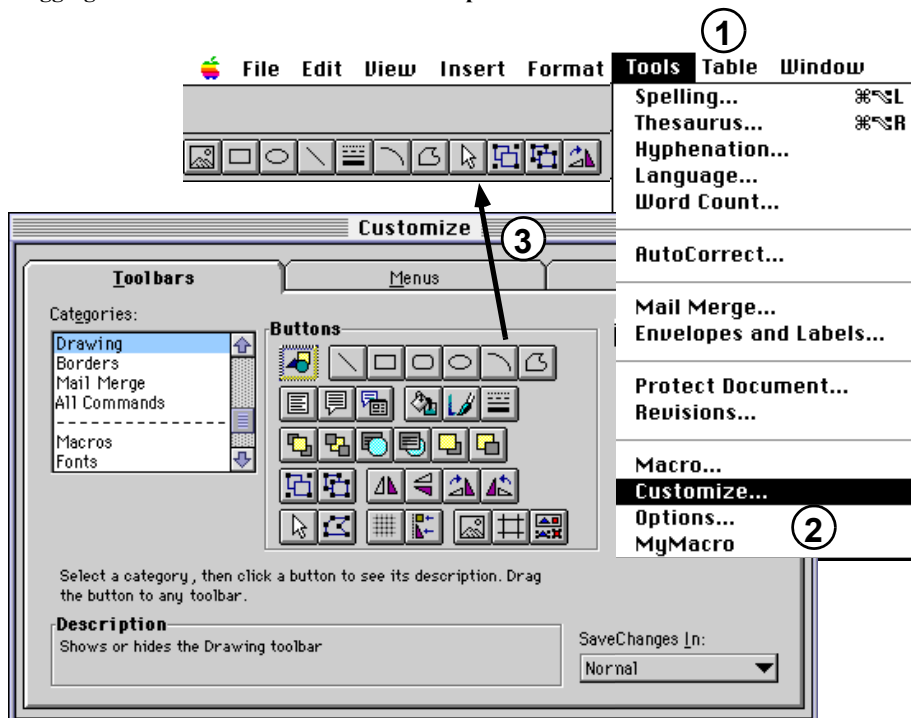 1
File Edit View Insert Format Tools Table Window
Spelling... ⌘⌥L
Thesaurus... ⌘⌥R
Hyphenation...
Language...
Word Count...
AutoCorrect...
Mail Merge...
Envelopes and Labels...
Protect Document...
Revisions...
Macro...
Customize...
Options...
MyMacro
2
3
Customize
Toolbars Menus
Categories:
Drawing
Borders
Mail Merge
All Commands
Macros
Fonts
Buttons
Select a category, then click a button to see its description. Drag
the button to any toolbar.
Description
Shows or hides the Drawing toolbar
SaveChanges In:
Normal